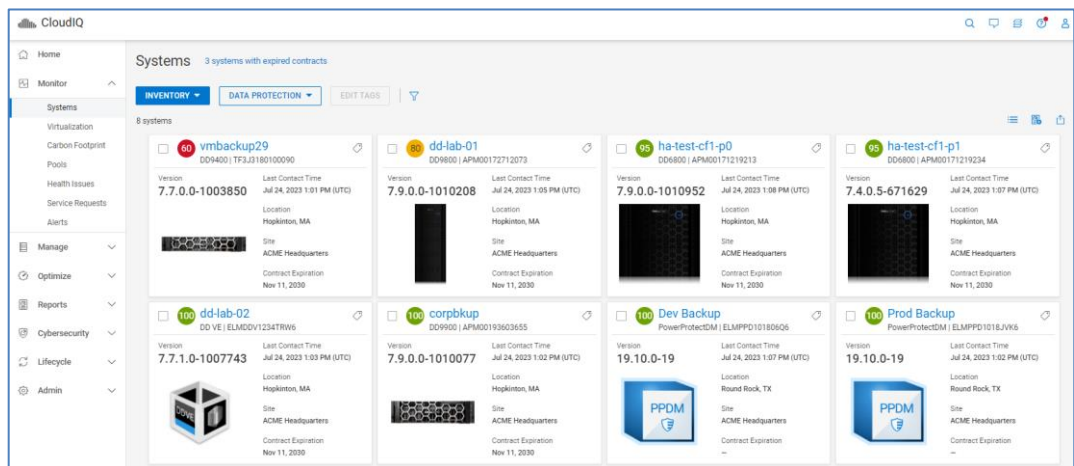 CloudIQ
Home
Monitor
Systems
Virtualization
Carbon Footprint
Pools
Health Issues
Service Requests
Alerts
Manage
Optimize
Reports
Cybersecurity
Lifecycle
Admin
Systems 3 systems with expired contracts
INVENTORY DATA PROTECTION EDIT TAGS
8 systems
60 vmbackup29
DD9400 | TF3J3180100090
Version
7.7.0.0-1003850
Last Contact Time
Jul 24, 2023 1:01 PM (UTC)
Location
Hopkinton, MA
Site
ACME Headquarters
Contract Expiration
Nov 11, 2030
80 dd-lab-01
DD9800 | APM00172712073
Version
7.9.0.0-1010208
Last Contact Time
Jul 24, 2023 1:05 PM (UTC)
Location
Hopkinton, MA
Site
ACME Headquarters
Contract Expiration
Nov 11, 2030
95 ha-test-cf1-p0
DD6800 | APM00171219213
Version
7.9.0.0-1010952
Last Contact Time
Jul 24, 2023 1:08 PM (UTC)
Location
Hopkinton, MA
Site
ACME Headquarters
Contract Expiration
Nov 11, 2030
95 ha-test-cf1-p1
DD6800 | APM00171219234
Version
7.4.0.5-671629
Last Contact Time
Jul 24, 2023 1:07 PM (UTC)
Location
Hopkinton, MA
Site
ACME Headquarters
Contract Expiration
Nov 11, 2030
100 dd-lab-02
DD VE | ELMDDV1234TRW6
Version
7.7.1.0-1007743
DDVE
Last Contact Time
Jul 24, 2023 1:03 PM (UTC)
Location
Hopkinton, MA
Site
ACME Headquarters
Contract Expiration
Nov 11, 2030
100 corpbkup
DD9900 | APM00193603655
Version
7.9.0.0-1010077
Last Contact Time
Jul 24, 2023 1:02 PM (UTC)
Location
Hopkinton, MA
Site
ACME Headquarters
Contract Expiration
Nov 11, 2030
100 Dev Backup
PowerProtectDM | ELMPPD101806Q6
Version
19.10.0-19
PPDM
Last Contact Time
Jul 24, 2023 1:07 PM (UTC)
Location
Round Rock, TX
Site
ACME Headquarters
Contract Expiration
--
100 Prod Backup
PowerProtectDM | ELMPPD1018JVK6
Version
19.10.0-19
PPDM
Last Contact Time
Jul 24, 2023 1:02 PM (UTC)
Location
Round Rock, TX
Site
ACME Headquarters
Contract Expiration
--